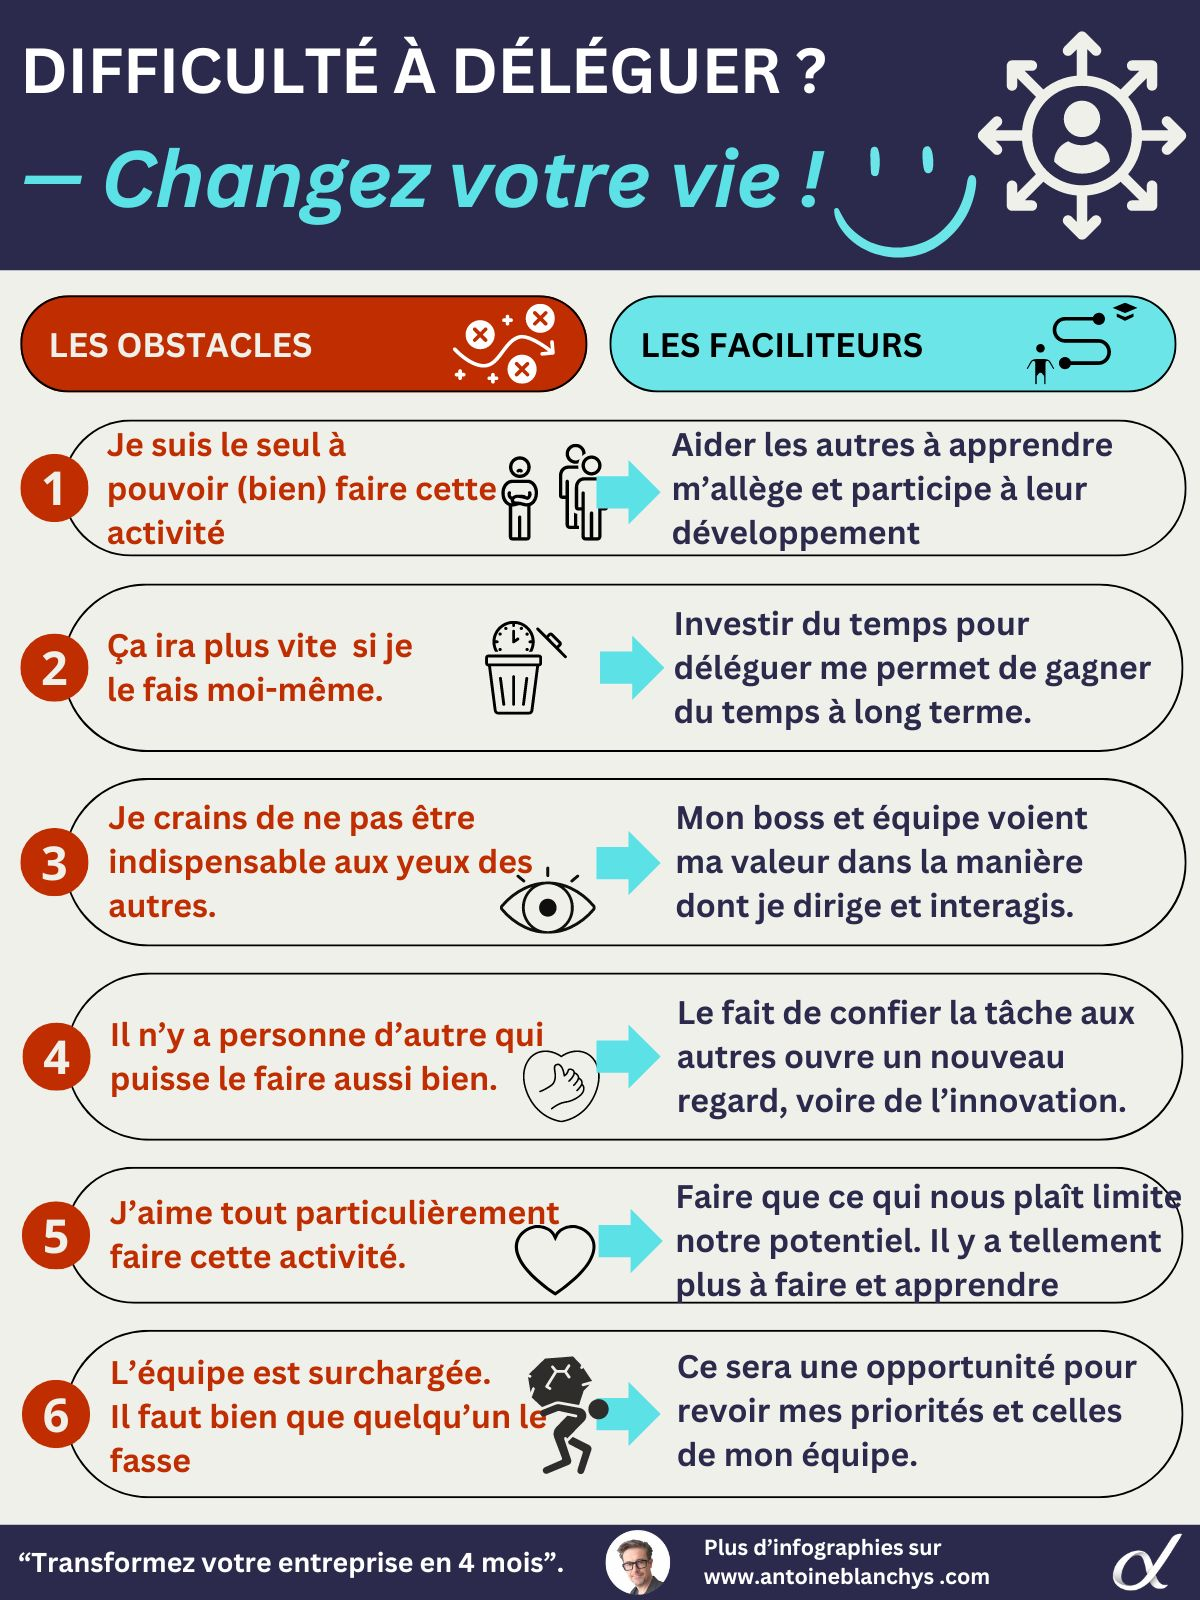 DIFFICULTÉ À DÉLÉGUER ?
— Changez votre vie !
LES OBSTACLES
LES FACILITEURS
1
Je suis le seul à
pouvoir (bien) faire cette
activité
Aider les autres à apprendre
m’allège et participe à leur
développement
2
Ça ira plus vite  si je
le fais moi-même.
Investir du temps pour
déléguer me permet de gagner
du temps à long terme.
3
Je crains de ne pas être
indispensable aux yeux des
autres.
Mon boss et équipe voient
ma valeur dans la manière
dont je dirige et interagis.
4
Il n’y a personne d’autre qui
puisse le faire aussi bien.
Le fait de confier la tâche aux
autres ouvre un nouveau
regard, voire de l’innovation.
5
J’aime tout particulièrement
faire cette activité.
Faire que ce qui nous plaît limite
notre potentiel. Il y a tellement
plus à faire et apprendre
6
L’équipe est surchargée.
Il faut bien que quelqu’un le
fasse
Ce sera une opportunité pour
revoir mes priorités et celles
de mon équipe.
“Transformez votre entreprise en 4 mois”.
Plus d’infographies sur
www.antoineblanchys .com